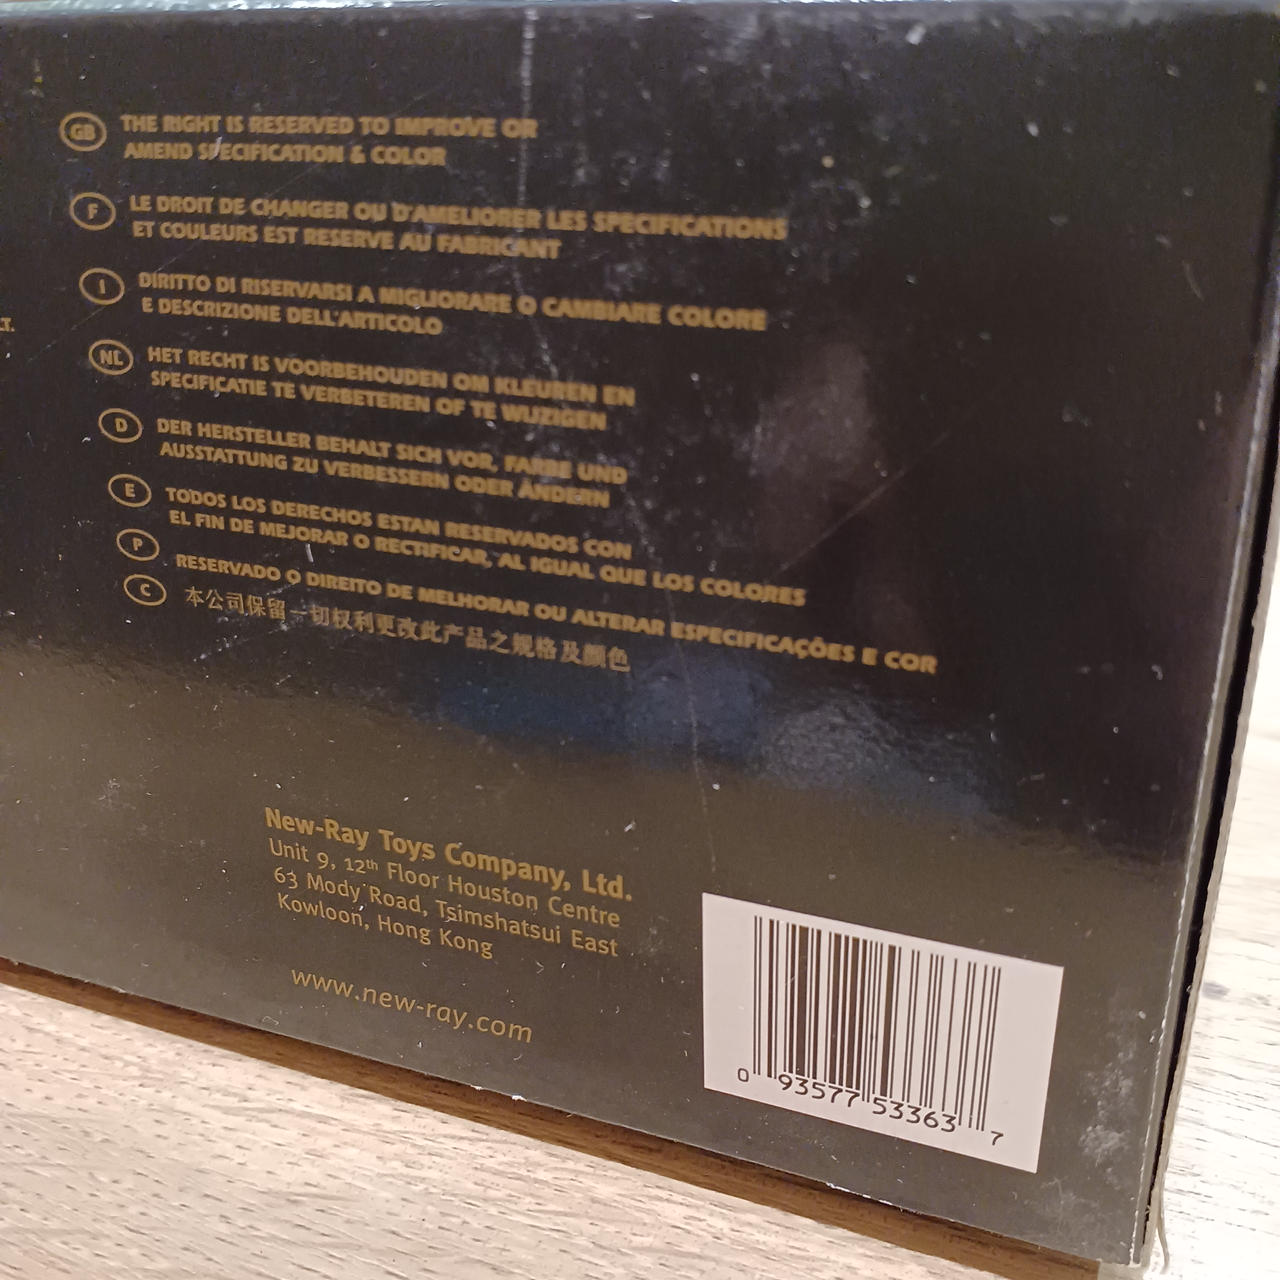 GB THE RIGHT IS RESERVED TO IMPROVE OR
AMEND SPECIFICATION & COLOR
F LE DROIT DE CHANGER OU D'AMELIORER LES SPECIFICATIONS
ET COULEURS EST RESERVE AU FABRICANT
I DIRITTO DI RISERVARSI A MIGLIORARE O CAMBIARE COLORE
E DESCRIZIONE DELL'ARTICOLO
LT.
NL HET RECHT IS VOORBEHOUDEN OM KLEUREN EN
SPECIFICATIE TE VERBETEREN OF TE WIJZIGEN
D DER HERSTELLER BEHALT SICH VOR, FARBE UND
AUSSTATTUNG ZU VERBESSERN ODER ÄNDERN
E TODOS LOS DERECHOS ESTAN RESERVADOS CON
EL FIN DE MEJORAR O RECTIFICAR, AL IGUAL QUE LOS COLORES
P RESERVADO O DIREITO DE MELHORAR OU ALTERAR ESPECIFICAÇÕES E COR
C 本公司保留一切权利更改此产品之规格及颜色
New-Ray Toys Company, Ltd.
Unit 9, 12th Floor Houston Centre
63 Mody Road, Tsimshatsui East
Kowloon, Hong Kong
www.new-ray.com
0 93577 53363 7